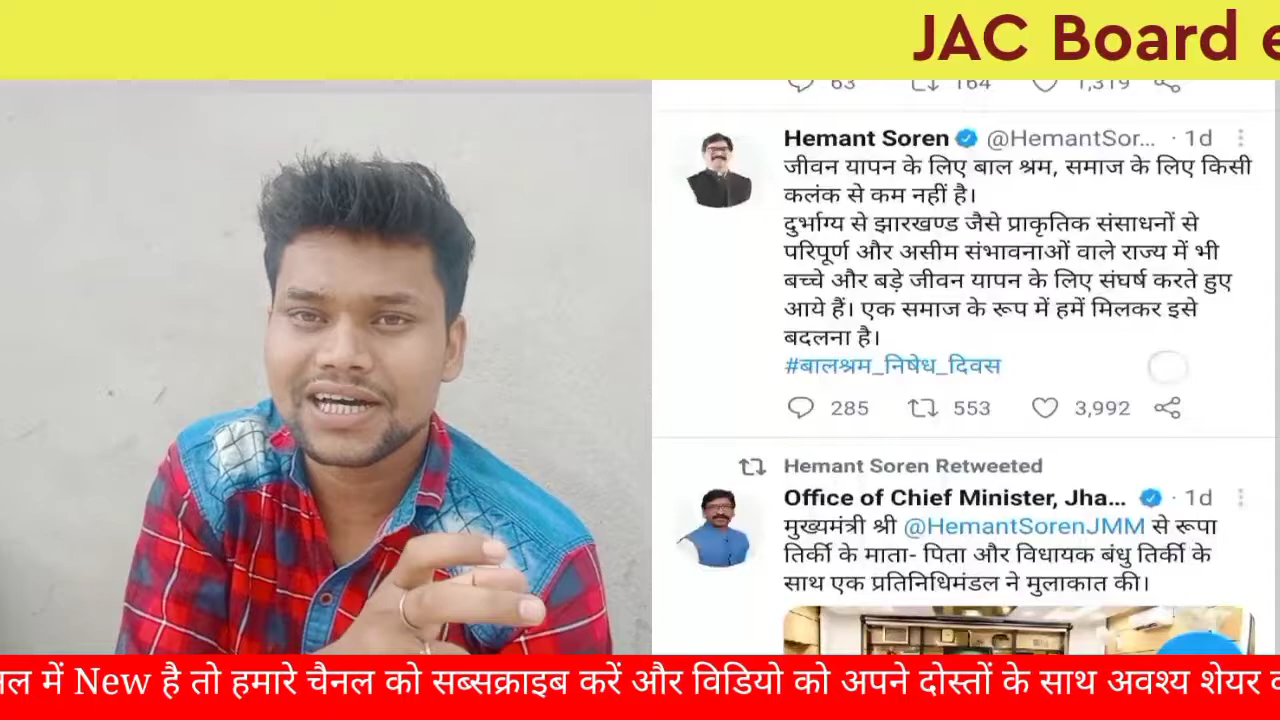 JAC Board
63 164 1,319
Hemant Soren @HemantSor... · 1d
जीवन यापन के लिए बाल श्रम, समाज के लिए किसी
कलंक से कम नहीं है।
दुर्भाग्य से झारखण्ड जैसे प्राकृतिक संसाधनों से
परिपूर्ण और असीम संभावनाओं वाले राज्य में भी
बच्चे और बड़े जीवन यापन के लिए संघर्ष करते हुए
आये हैं। एक समाज के रूप में हमें मिलकर इसे
बदलना है।
#बालश्रम_निषेध_दिवस
285 553 3,992
Hemant Soren Retweeted
Office of Chief Minister, Jha... · 1d
मुख्यमंत्री श्री @HemantSorenJMM से रूपा
तिर्की के माता- पिता और विधायक बंधु तिर्की के
साथ एक प्रतिनिधिमंडल ने मुलाकात की।
में New है तो हमारे चैनल को सब्सक्राइब करें और विडियो को अपने दोस्तों के साथ अवश्य शेयर